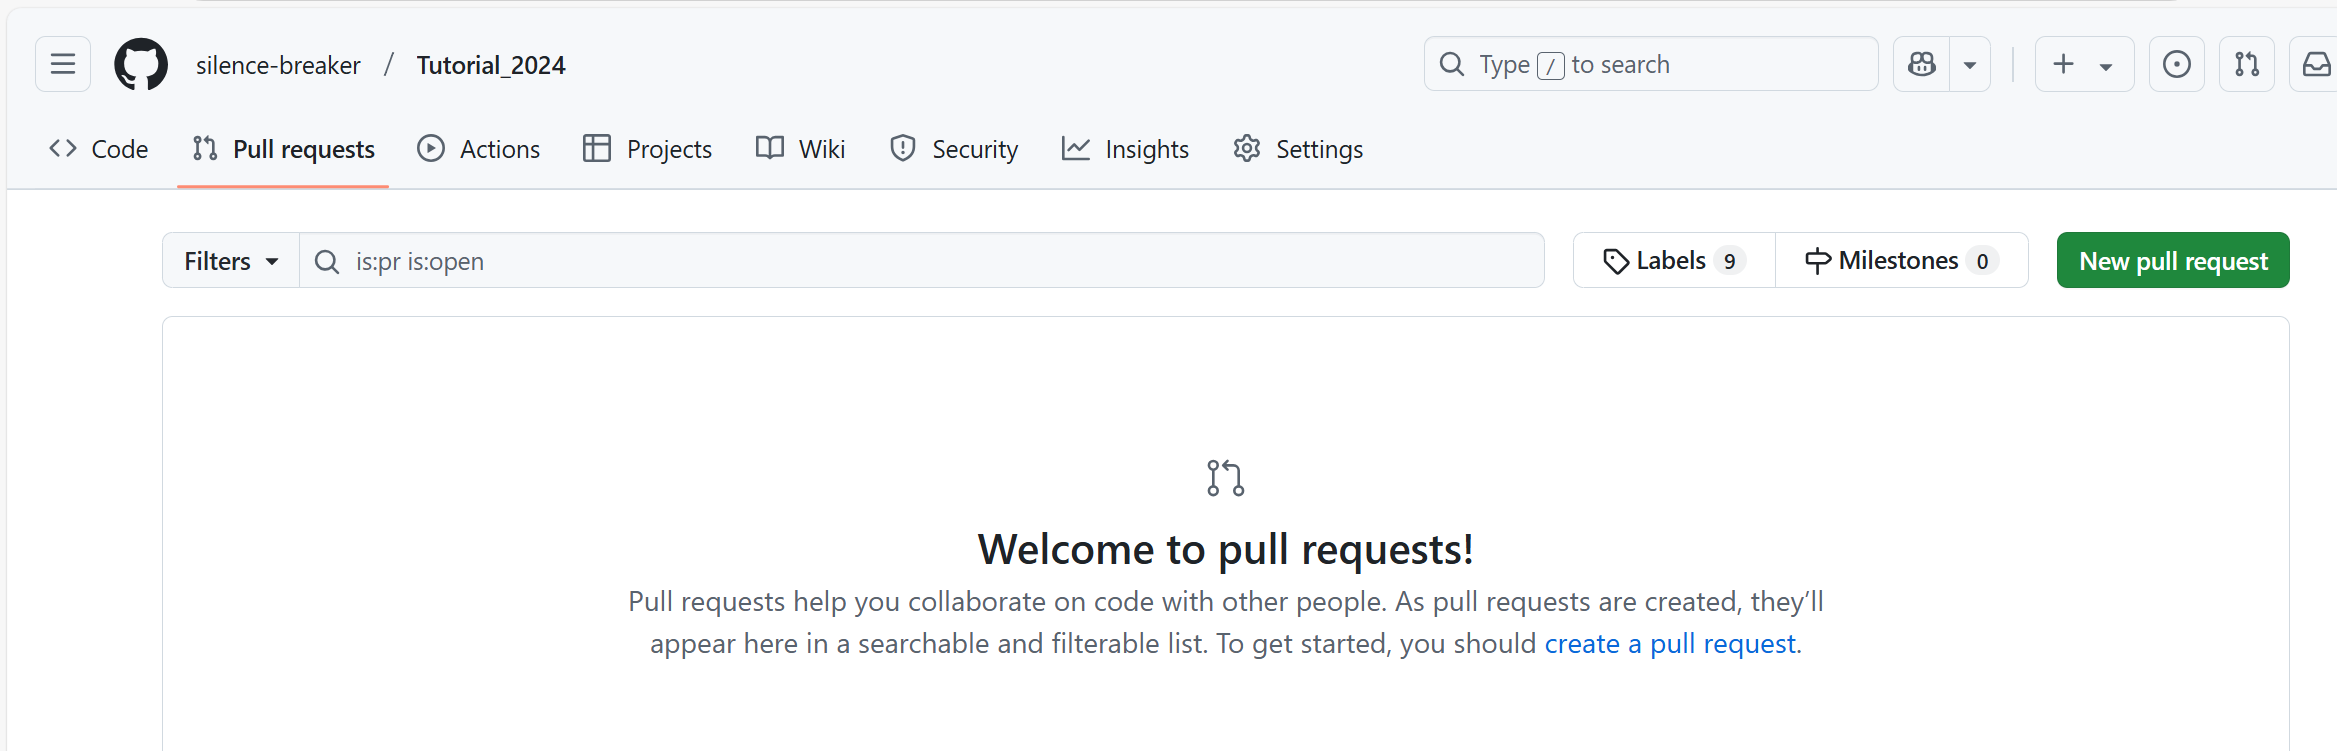 silence-breaker / Tutorial_2024
Type / to search
Code Pull requests Actions Projects Wiki Security Insights Settings
Filters is:pr is:open Labels 9 Milestones 0 New pull request
Welcome to pull requests!
Pull requests help you collaborate on code with other people. As pull requests are created, they’ll
appear here in a searchable and filterable list. To get started, you should create a pull request.